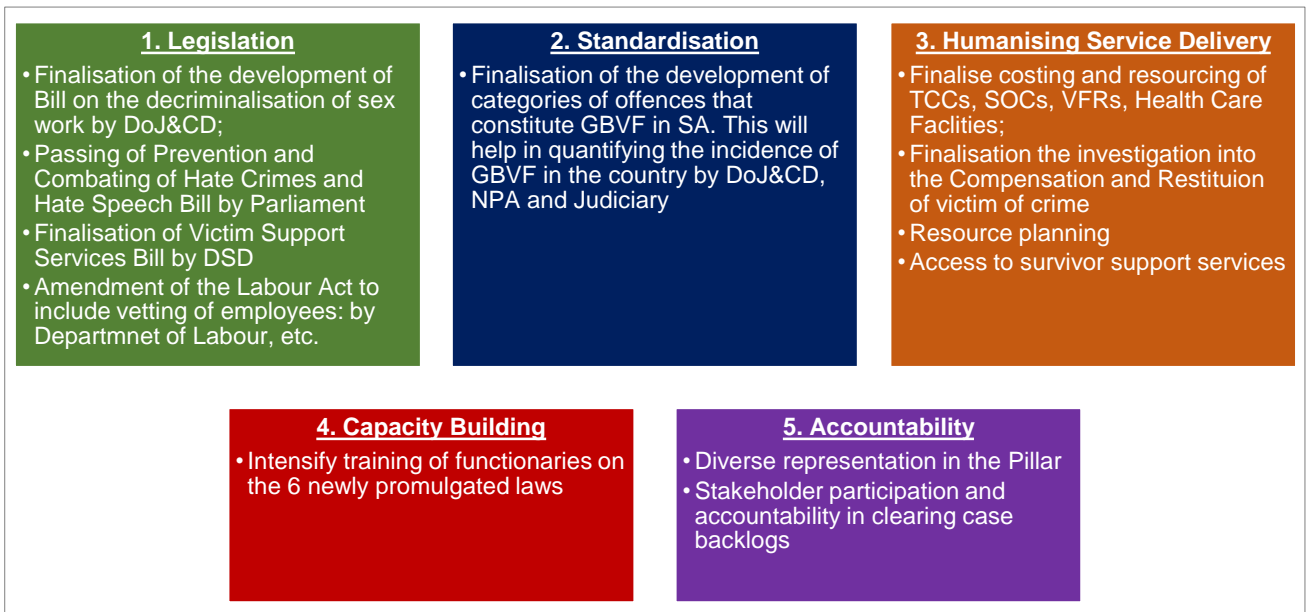 1. Legislation
• Finalisation of the development of
Bill on the decriminalisation of sex
work by DoJ&CD;
• Passing of Prevention and
Combating of Hate Crimes and
Hate Speech Bill by Parliament
• Finalisation of Victim Support
Services Bill by DSD
• Amendment of the Labour Act to
include vetting of employees: by
Departmnet of Labour, etc.
2. Standardisation
• Finalisation of the development of
categories of offences that
constitute GBVF in SA. This will
help in quantifying the incidence of
GBVF in the country by DoJ&CD,
NPA and Judiciary
3. Humanising Service Delivery
• Finalise costing and resourcing of
TCCs, SOCs, VFRs, Health Care
Faclities;
• Finalisation the investigation into
the Compensation and Restituion
of victim of crime
• Resource planning
• Access to survivor support services
4. Capacity Building
• Intensify training of functionaries on
the 6 newly promulgated laws
5. Accountability
• Diverse representation in the Pillar
• Stakeholder participation and
accountability in clearing case
backlogs